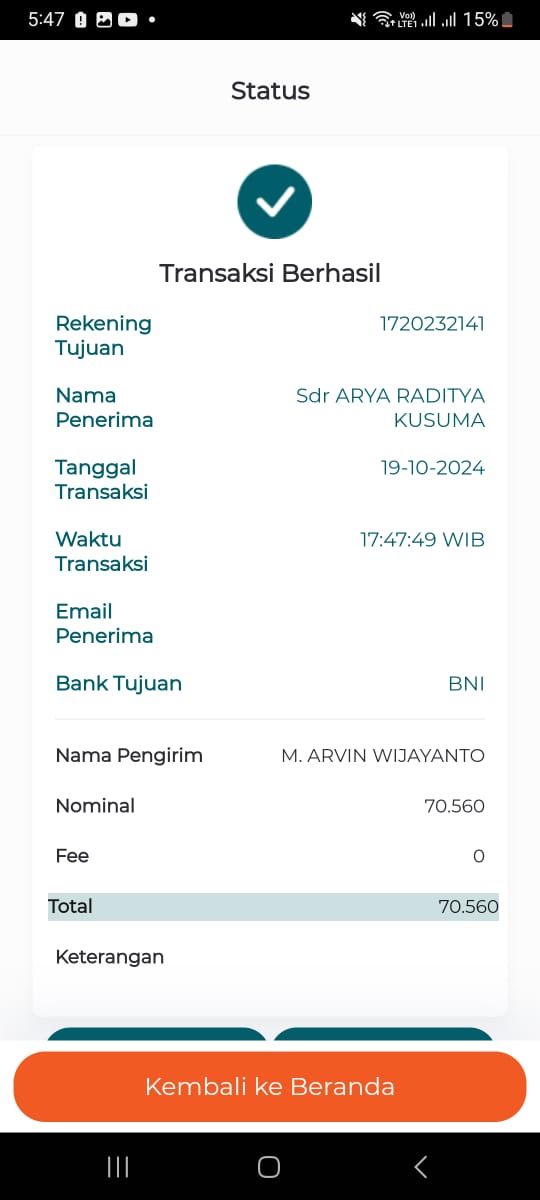 5:47
Vo)) LTE1 15%
Status
Transaksi Berhasil
Rekening Tujuan 1720232141
Nama Penerima Sdr ARYA RADITYA KUSUMA
Tanggal Transaksi 19-10-2024
Waktu Transaksi 17:47:49 WIB
Email Penerima
Bank Tujuan BNI
Nama Pengirim M. ARVIN WIJAYANTO
Nominal 70.560
Fee 0
Total 70.560
Keterangan
Kembali ke Beranda